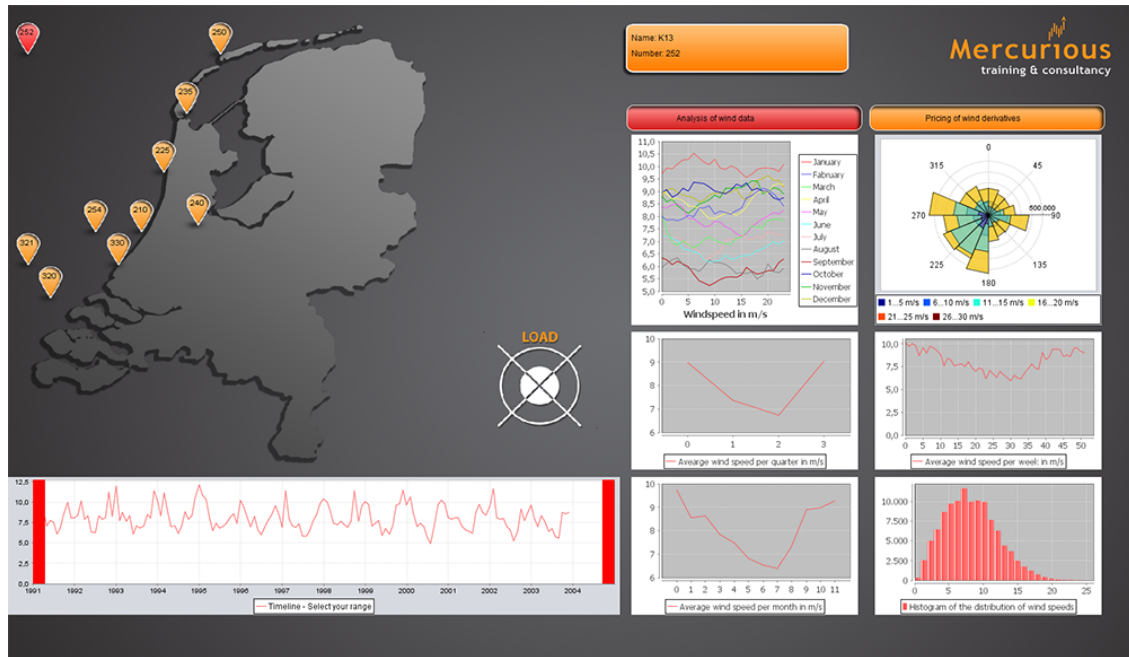 252
250
235
225
240
254
210
321
330
320
LOAD
Name: K13
Number: 252
Mercurious
training & consultancy
Analysis of wind data
Pricing of wind derivatives
11,0
10,5
10,0
9,5
9,0
8,5
8,0
7,5
7,0
6,5
6,0
5,5
5,0
0 5 10 15 20
Windspeed in m/s
January
Fabruary
March
April
May
June
July
August
September
October
November
December
0
45
90
135
180
225
270
315
500.000
1...5 m/s 6...10 m/s 11...15 m/s 16...20 m/s
21...25 m/s 26...30 m/s
10
9
8
7
6
0 1 2 3
Avearge wind speed per quarter in m/s
10,0
7,5
5,0
2,5
0,0
0 5 10 15 20 25 30 35 40 45 50
Average wind speed per week: in m/s
12,5
10,0
7,5
5,0
2,5
0,0
1991 1992 1993 1994 1995 1996 1997 1998 1999 2000 2001 2002 2003 2004
Timeline - Select your range
10
9
8
7
6
0 1 2 3 4 5 6 7 8 9 10 11
Average wind speed per month in m/s
10.000
7.500
5.000
2.500
0
0 5 10 15 20 25
Histogram of the distribution of wind speeds